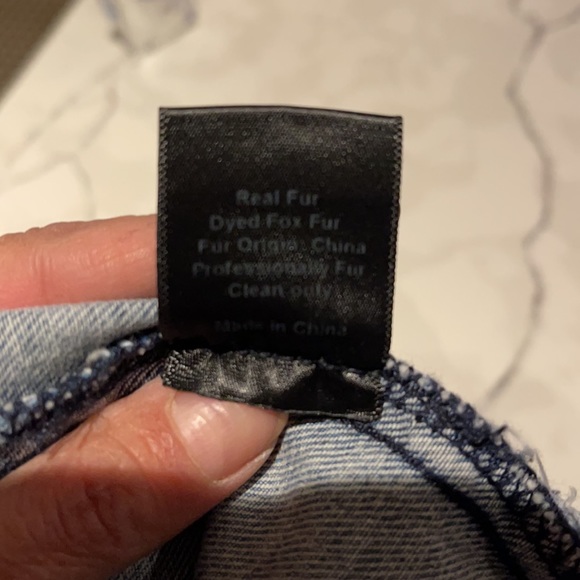 Real Fur
Dyed Fox Fur
Fur Origin: China
Professionally Fur
Clean only
Made in China